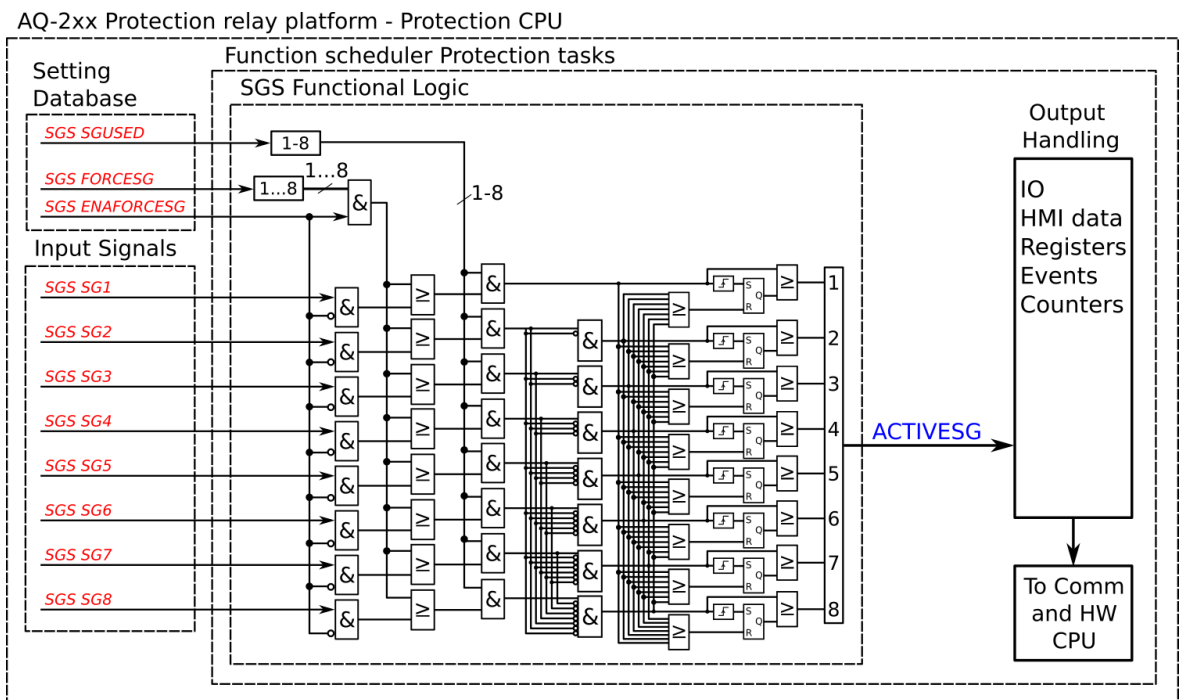 AQ-2xx Protection relay platform - Protection CPU
Function scheduler Protection tasks
Setting
Database
SGS Functional Logic
SGS SGUSED
1-8
SGS FORCESG
1...8
1...8
SGS ENAFORCESG
&
1-8
Input Signals
SGS SG1
SGS SG2
SGS SG3
SGS SG4
SGS SG5
SGS SG6
SGS SG7
SGS SG8
& & & & & & & &
≥ ≥ ≥ ≥ ≥ ≥ ≥ ≥
& & & & & & & &
& & & & & & &
≥ ≥ ≥ ≥ ≥ ≥ ≥ ≥
S Q R
S Q R
S Q R
S Q R
S Q R
S Q R
S Q R
S Q R
≥ ≥ ≥ ≥ ≥ ≥ ≥ ≥
1
2
3
4
5
6
7
8
ACTIVESG
Output
Handling
IO
HMI data
Registers
Events
Counters
To Comm
and HW
CPU